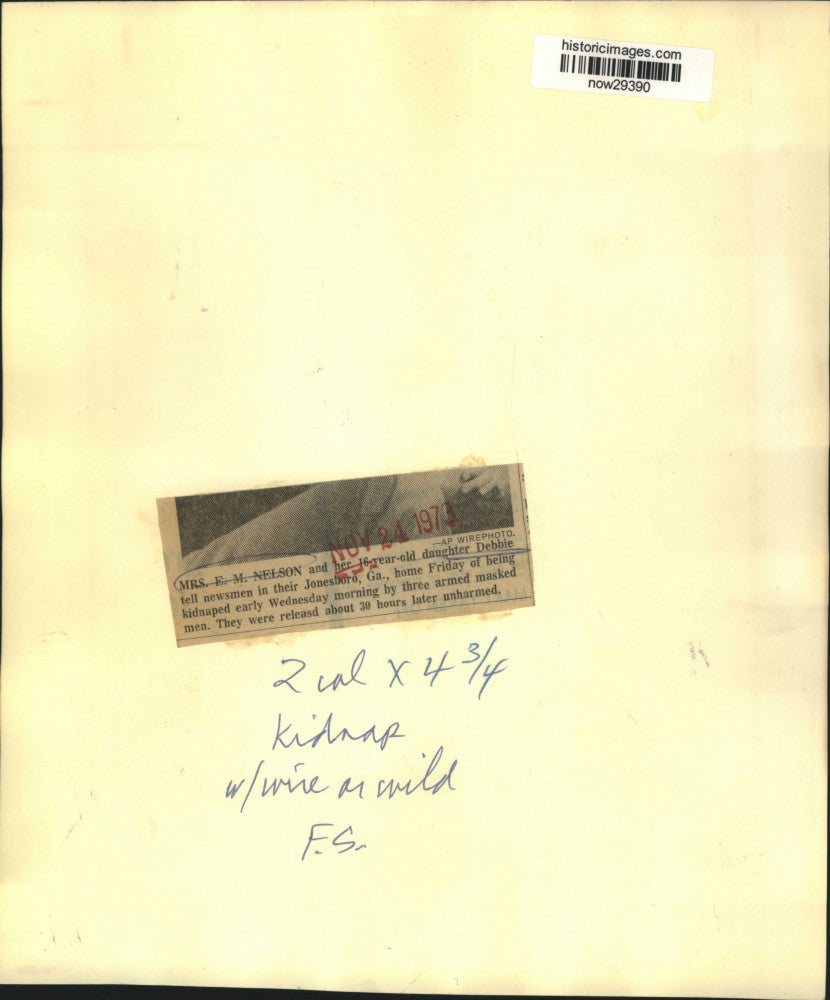 historicimages.com
now29390
NOV 24 1973
—AP WIREPHOTO.
MRS. E. M. NELSON and her 16-year-old daughter Debbie
tell newsmen in their Jonesboro, Ga., home Friday of being
kidnaped early Wednesday morning by three armed masked
men. They were releasd about 30 hours later unharmed.
2 col x 4 3/4
Kidnap
w/wire or wild
F.S.